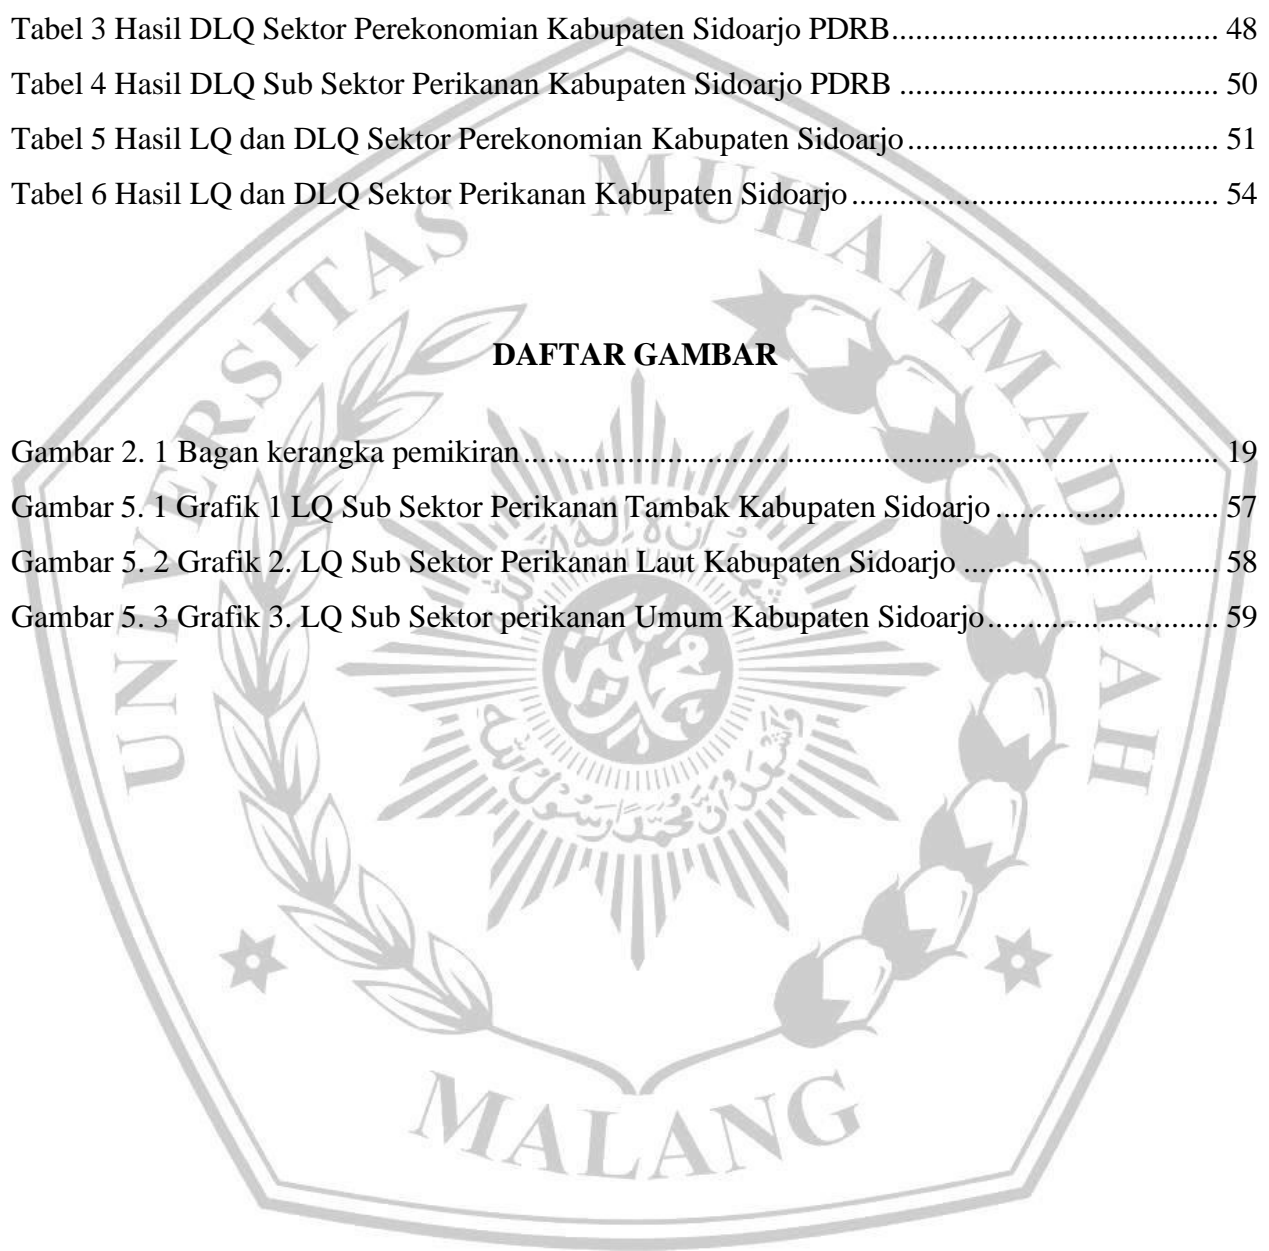 Tabel 3 Hasil DLQ Sektor Perekonomian Kabupaten Sidoarjo PDRB......................................... 48
Tabel 4 Hasil DLQ Sub Sektor Perikanan Kabupaten Sidoarjo PDRB ........................................ 50
Tabel 5 Hasil LQ dan DLQ Sektor Perekonomian Kabupaten Sidoarjo ....................................... 51
Tabel 6 Hasil LQ dan DLQ Sektor Perikanan Kabupaten Sidoarjo .............................................. 54
DAFTAR GAMBAR
Gambar 2. 1 Bagan kerangka pemikiran ....................................................................................... 19
Gambar 5. 1 Grafik 1 LQ Sub Sektor Perikanan Tambak Kabupaten Sidoarjo ............................ 57
Gambar 5. 2 Grafik 2. LQ Sub Sektor Perikanan Laut Kabupaten Sidoarjo ................................ 58
Gambar 5. 3 Grafik 3. LQ Sub Sektor perikanan Umum Kabupaten Sidoarjo ............................. 59
UNIVERSITAS MUHAMMADIYAH
MALANG